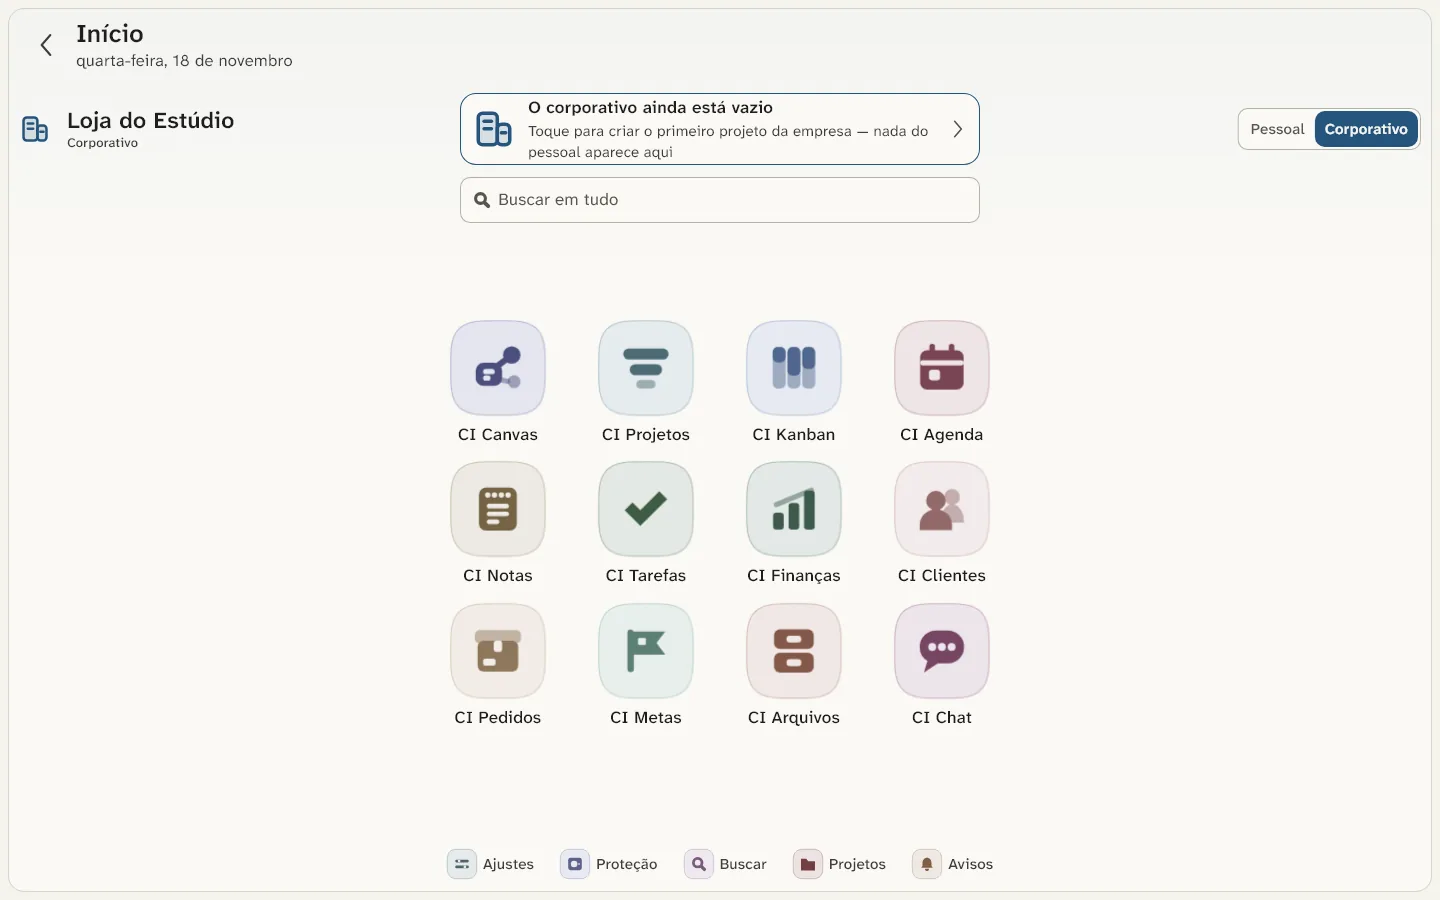 Início
quarta-feira, 18 de novembro
Loja do Estúdio
Corporativo
O corporativo ainda está vazio
Toque para criar o primeiro projeto da empresa — nada do
pessoal aparece aqui
Pessoal
Corporativo
Buscar em tudo
CI Canvas
CI Projetos
CI Kanban
CI Agenda
CI Notas
CI Tarefas
CI Finanças
CI Clientes
CI Pedidos
CI Metas
CI Arquivos
CI Chat
Ajustes
Proteção
Buscar
Projetos
Avisos